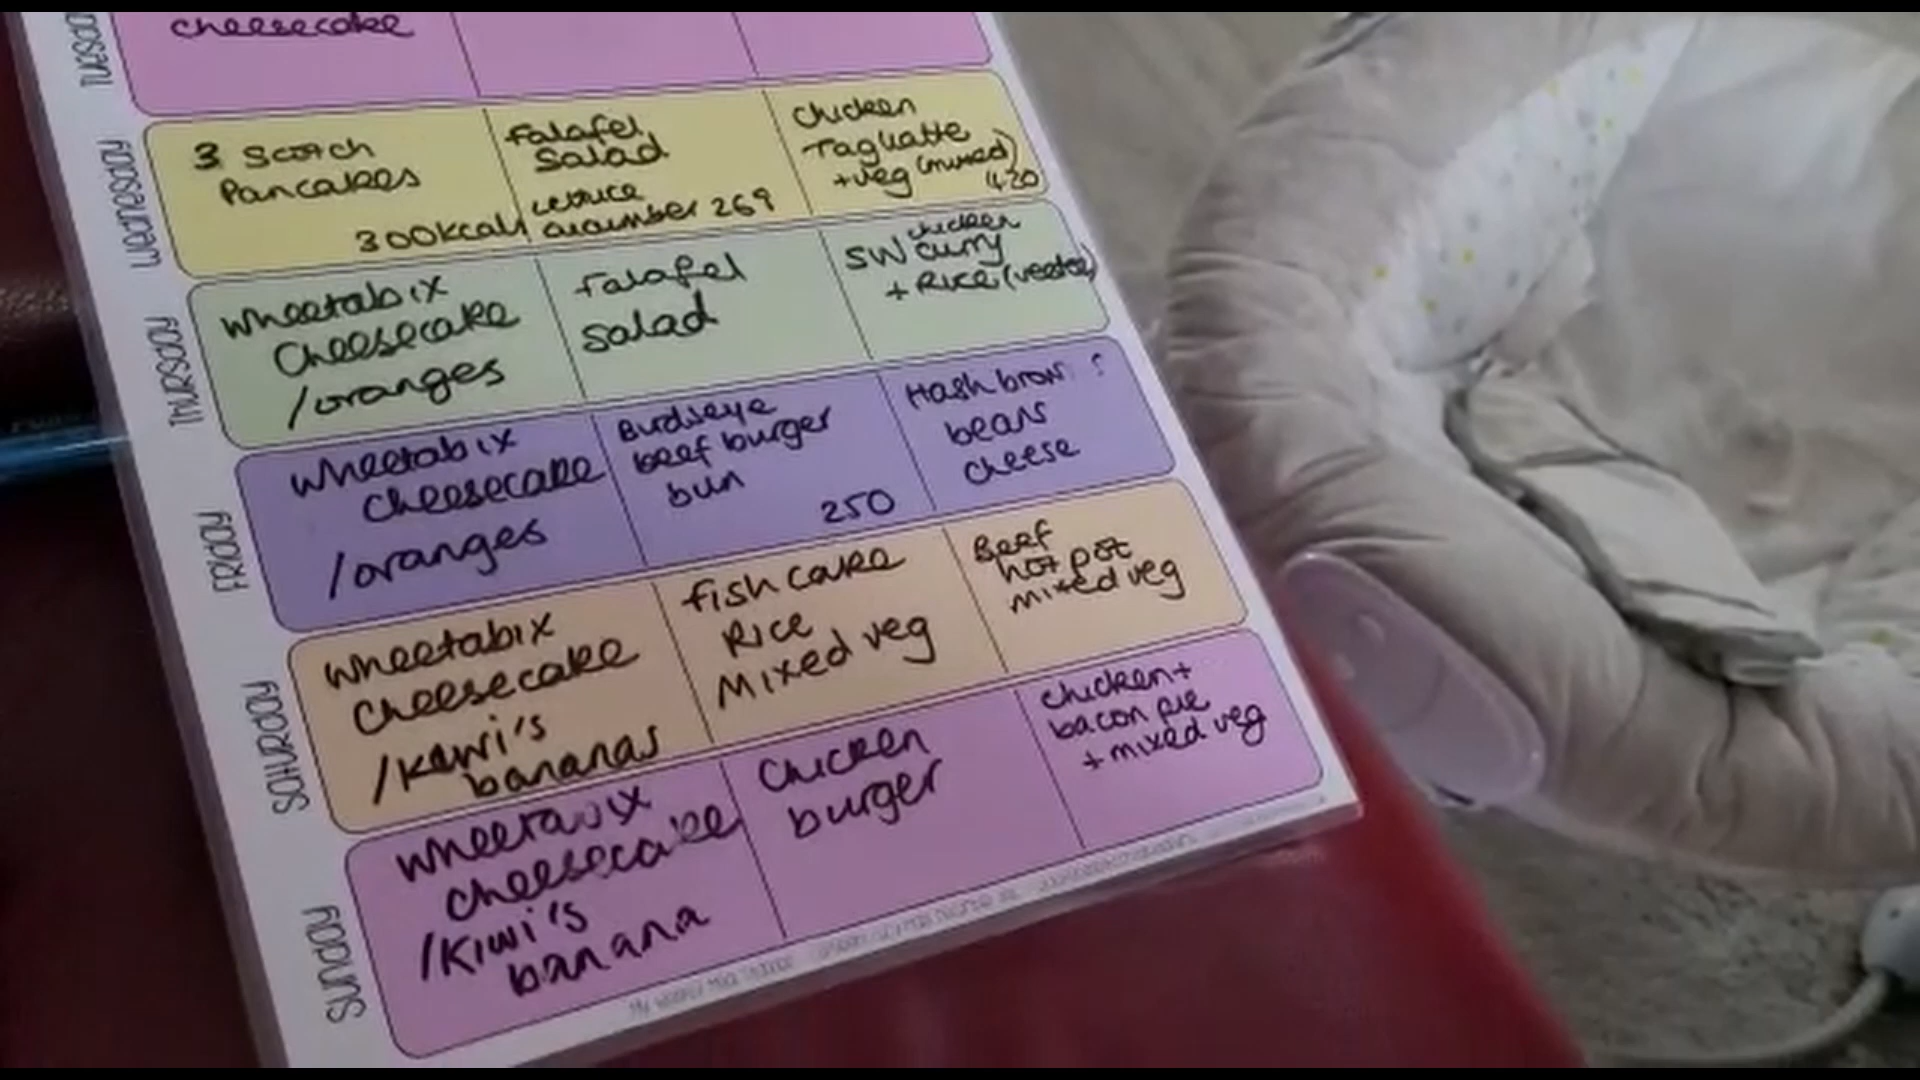 TUESDAY
cheesecake
WEDNESDAY
3 Scotch
Pancakes
300kcals
Falafel
Salad
lettuce
cucumber 269
Chicken
Tagliatte
+veg (mixed)
420
THURSDAY
wheetabix
Cheesecake
/oranges
Falafel
Salad
SW chicken
curry
+ Rice (veetee)
FRIDAY
wheetabix
cheesecake
/oranges
Birdseye
beef burger
bun
250
Hash brown
beans
cheese
SATURDAY
wheetabix
cheesecake
/kiwi's
bananas
fish cake
Rice
Mixed veg
Beef
hot pot
mixed veg
SUNDAY
wheetabix
cheesecake
/Kiwi's
banana
Chicken
burger
chicken+
bacon pie
+ mixed veg